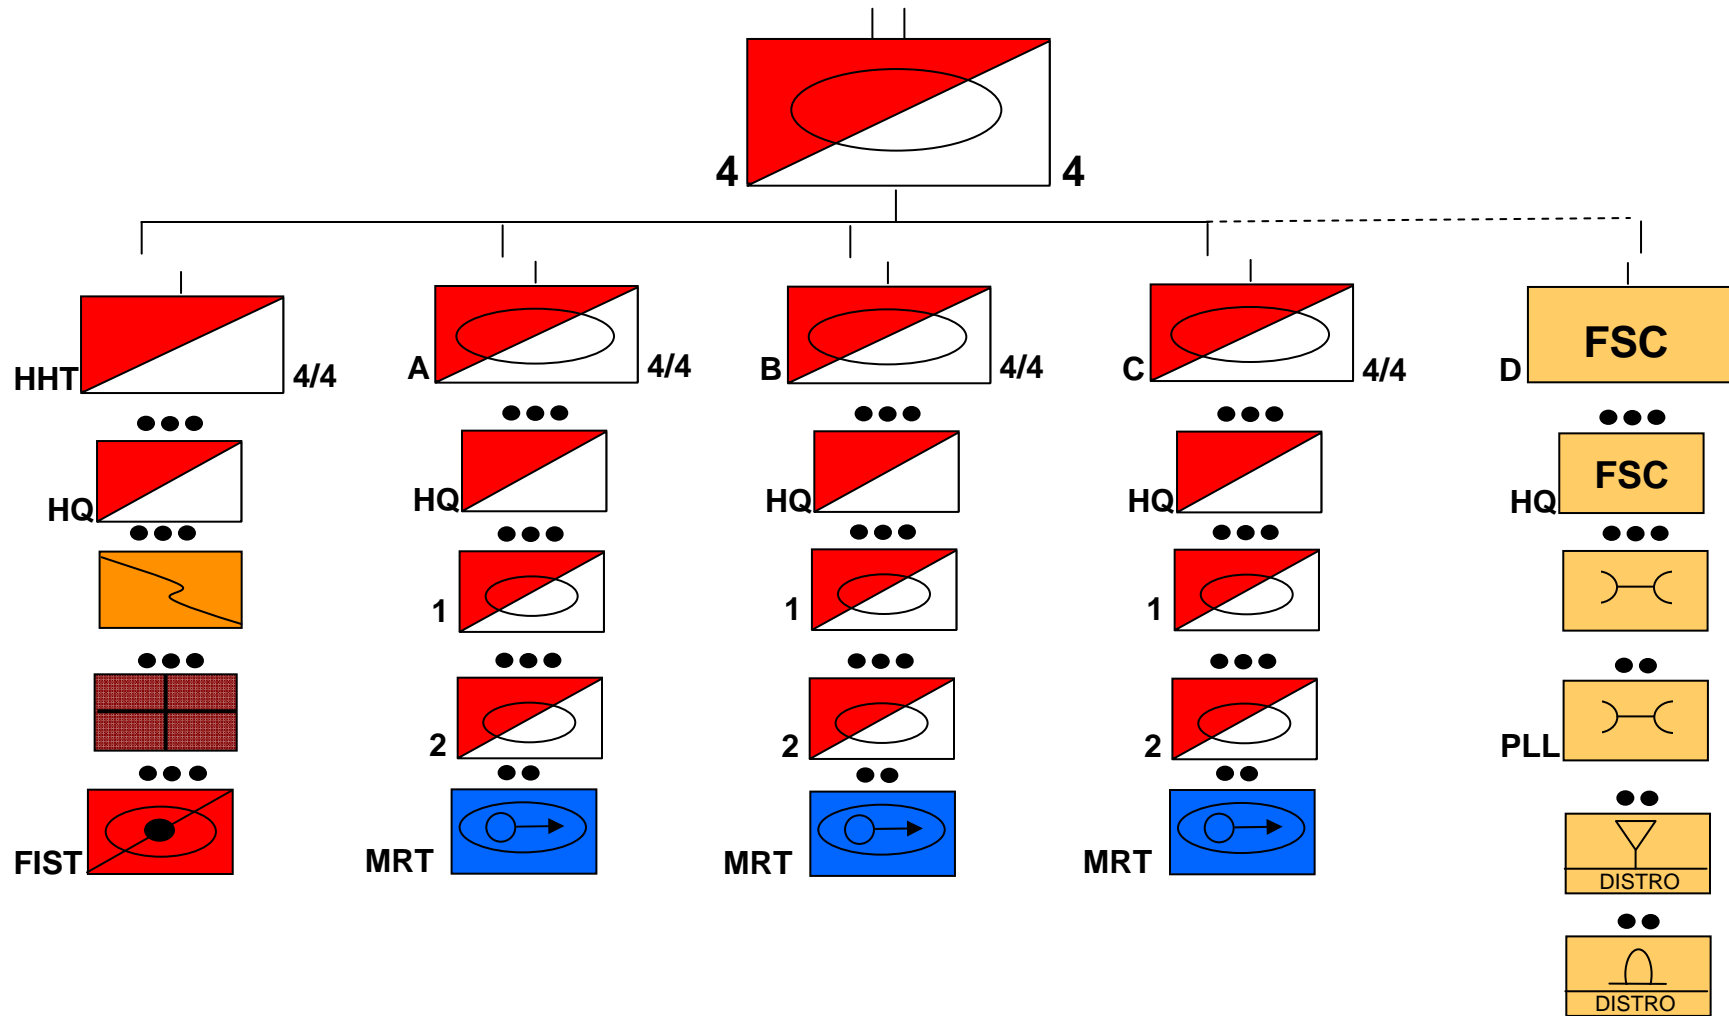 4 4
HHT 4/4 A 4/4 B 4/4 C 4/4 D FSC
HQ HQ HQ HQ HQ FSC
1 1 1
2 2 2 PLL
FIST MRT MRT MRT DISTRO
DISTRO